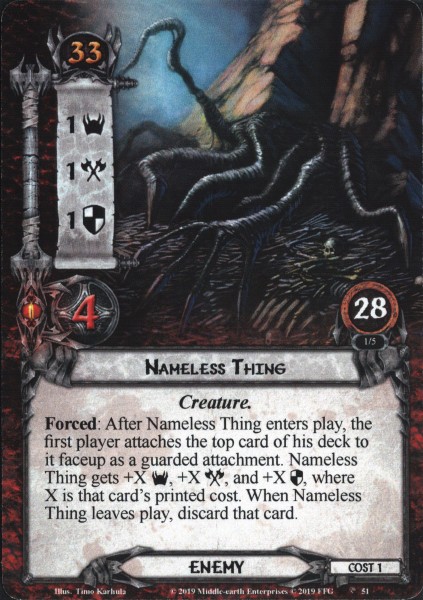 33
1
1
1
4
28
1/5
NAMELESS THING
Creature.
Forced: After Nameless Thing enters play, the
first player attaches the top card of his deck to
it faceup as a guarded attachment. Nameless
Thing gets +X , +X , and +X , where
X is that card's printed cost. When Nameless
Thing leaves play, discard that card.
ENEMY
COST 1
Illus. Timo Karhula
© 2019 Middle-earth Enterprises © 2019 FFG
51